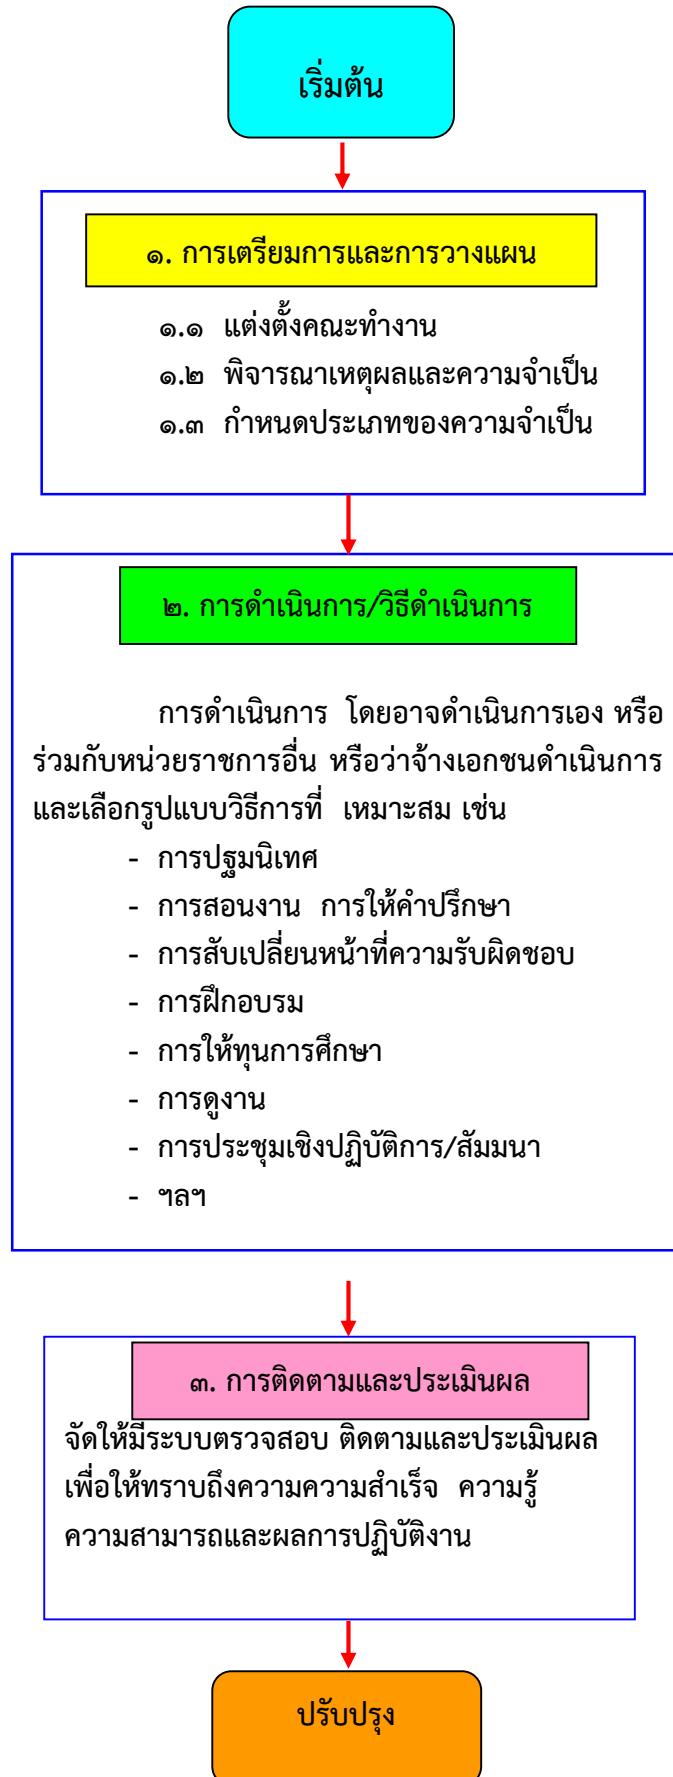 เริ่มต้น
๑. การเตรียมการและการวางแผน
๑.๑ แต่งตั้งคณะทำงาน
๑.๒ พิจารณาเหตุผลและความจำเป็น
๑.๓ กำหนดประเภทของความจำเป็น
๒. การดำเนินการ/วิธีดำเนินการ
การดำเนินการ โดยอาจดำเนินการเอง หรือ
ร่วมกับหน่วยราชการอื่น หรือว่าจ้างเอกชนดำเนินการ
และเลือกรูปแบบวิธีการที่ เหมาะสม เช่น
- การปฐมนิเทศ
- การสอนงาน การให้คำปรึกษา
- การสับเปลี่ยนหน้าที่ความรับผิดชอบ
- การฝึกอบรม
- การให้ทุนการศึกษา
- การดูงาน
- การประชุมเชิงปฏิบัติการ/สัมมนา
- ฯลฯ
๓. การติดตามและประเมินผล
จัดให้มีระบบตรวจสอบ ติดตามและประเมินผล
เพื่อให้ทราบถึงความความสำเร็จ ความรู้
ความสามารถและผลการปฏิบัติงาน
ปรับปรุง